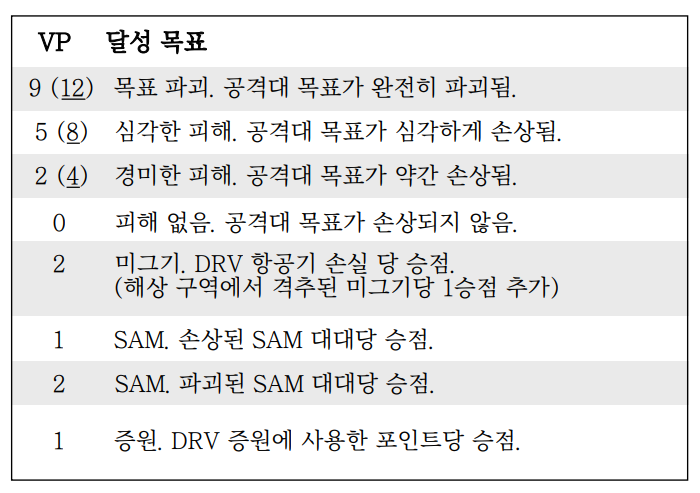 VP 달성 목표
9 (12) 목표 파괴. 공격대 목표가 완전히 파괴됨.
5 (8) 심각한 피해. 공격대 목표가 심각하게 손상됨.
2 (4) 경미한 피해. 공격대 목표가 약간 손상됨.
0 피해 없음. 공격대 목표가 손상되지 않음.
2 미그기. DRV 항공기 손실 당 승점.
(해상 구역에서 격추된 미그기당 1승점 추가)
1 SAM. 손상된 SAM 대대당 승점.
2 SAM. 파괴된 SAM 대대당 승점.
1 증원. DRV 증원에 사용한 포인트당 승점.